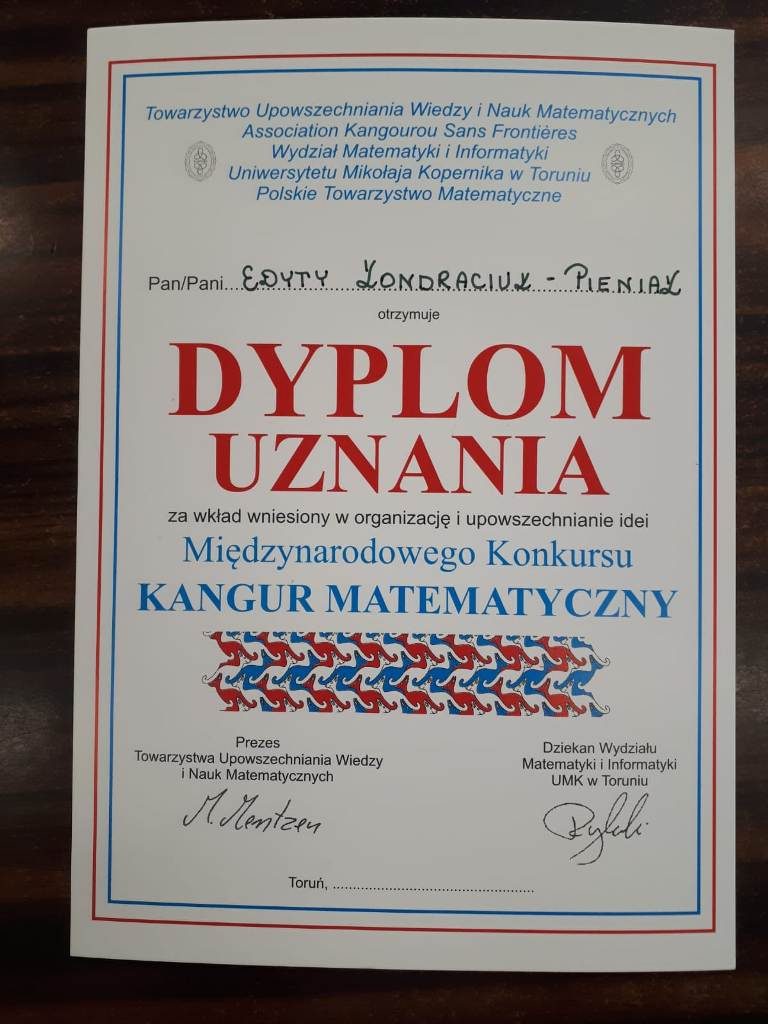 Towarzystwo Upowszechniania Wiedzy i Nauk Matematycznych
Association Kangourou Sans Frontières
Wydział Matematyki i Informatyki
Uniwersytetu Mikołaja Kopernika w Toruniu
Polskie Towarzystwo Matematyczne
Pan/Pani...EDYTY KONDRACIUK - PIENIAK
otrzymuje
DYPLOM
UZNANIA
za wkład wniesiony w organizację i upowszechnianie idei
Międzynarodowego Konkursu
KANGUR MATEMATYCZNY
Prezes
Towarzystwa Upowszechniania Wiedzy
i Nauk Matematycznych
M. Mentzen
Dziekan Wydziału
Matematyki i Informatyki
UMK w Toruniu
Toruń, ....................................................